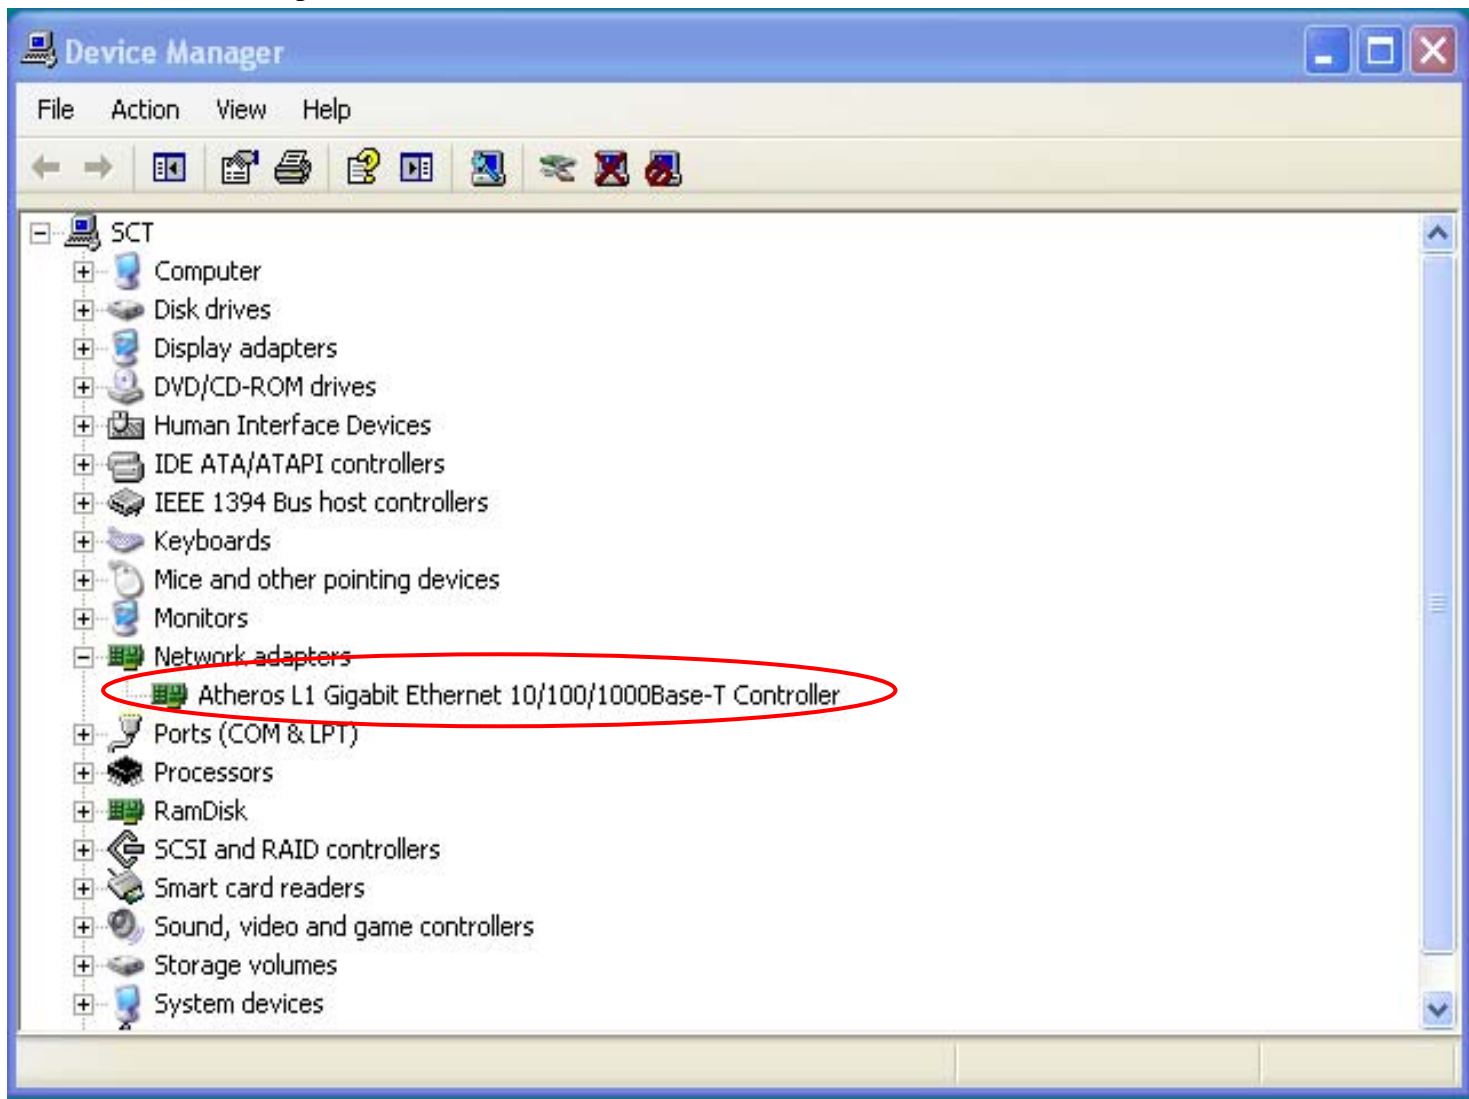 Device Manager
File Action View Help
SCT
Computer
Disk drives
Display adapters
DVD/CD-ROM drives
Human Interface Devices
IDE ATA/ATAPI controllers
IEEE 1394 Bus host controllers
Keyboards
Mice and other pointing devices
Monitors
Network adapters
Atheros L1 Gigabit Ethernet 10/100/1000Base-T Controller
Ports (COM & LPT)
Processors
RamDisk
SCSI and RAID controllers
Smart card readers
Sound, video and game controllers
Storage volumes
System devices